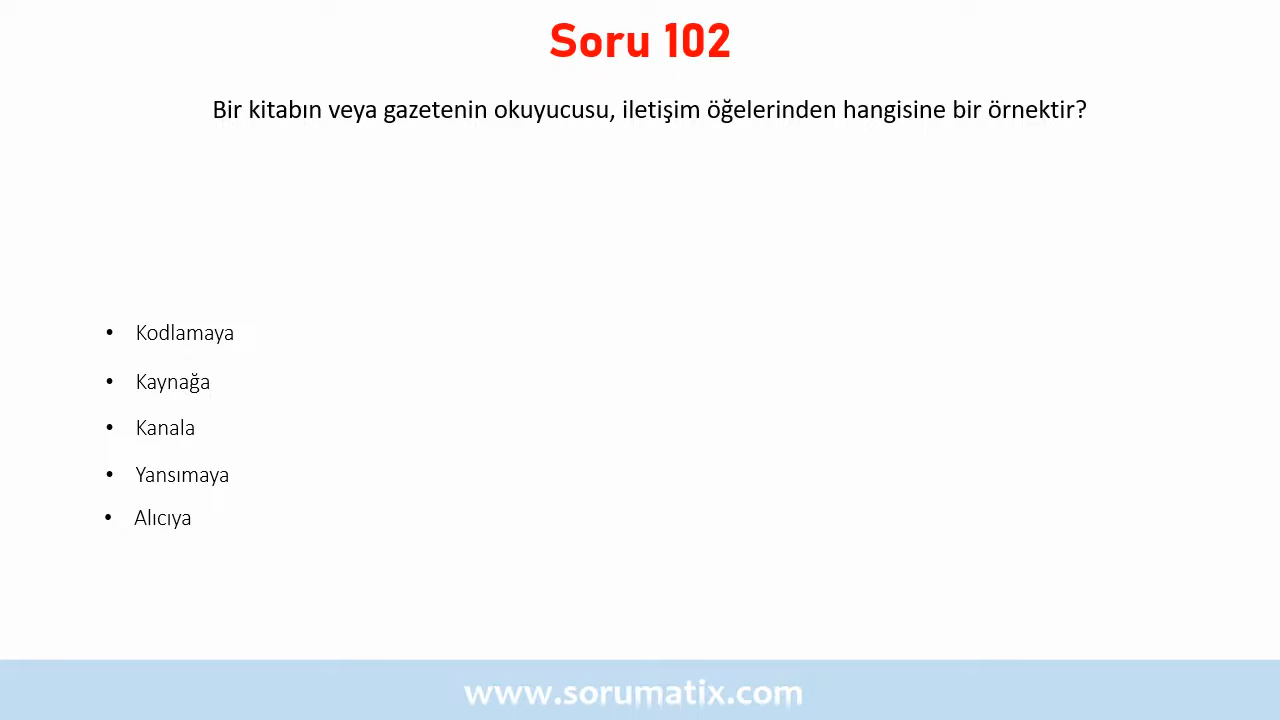 Soru 102
Bir kitabın veya gazetenin okuyucusu, iletişim öğelerinden hangisine bir örnektir?
• Kodlamaya
• Kaynağa
• Kanala
• Yansımaya
• Alıcıya
www.sorumatix.com